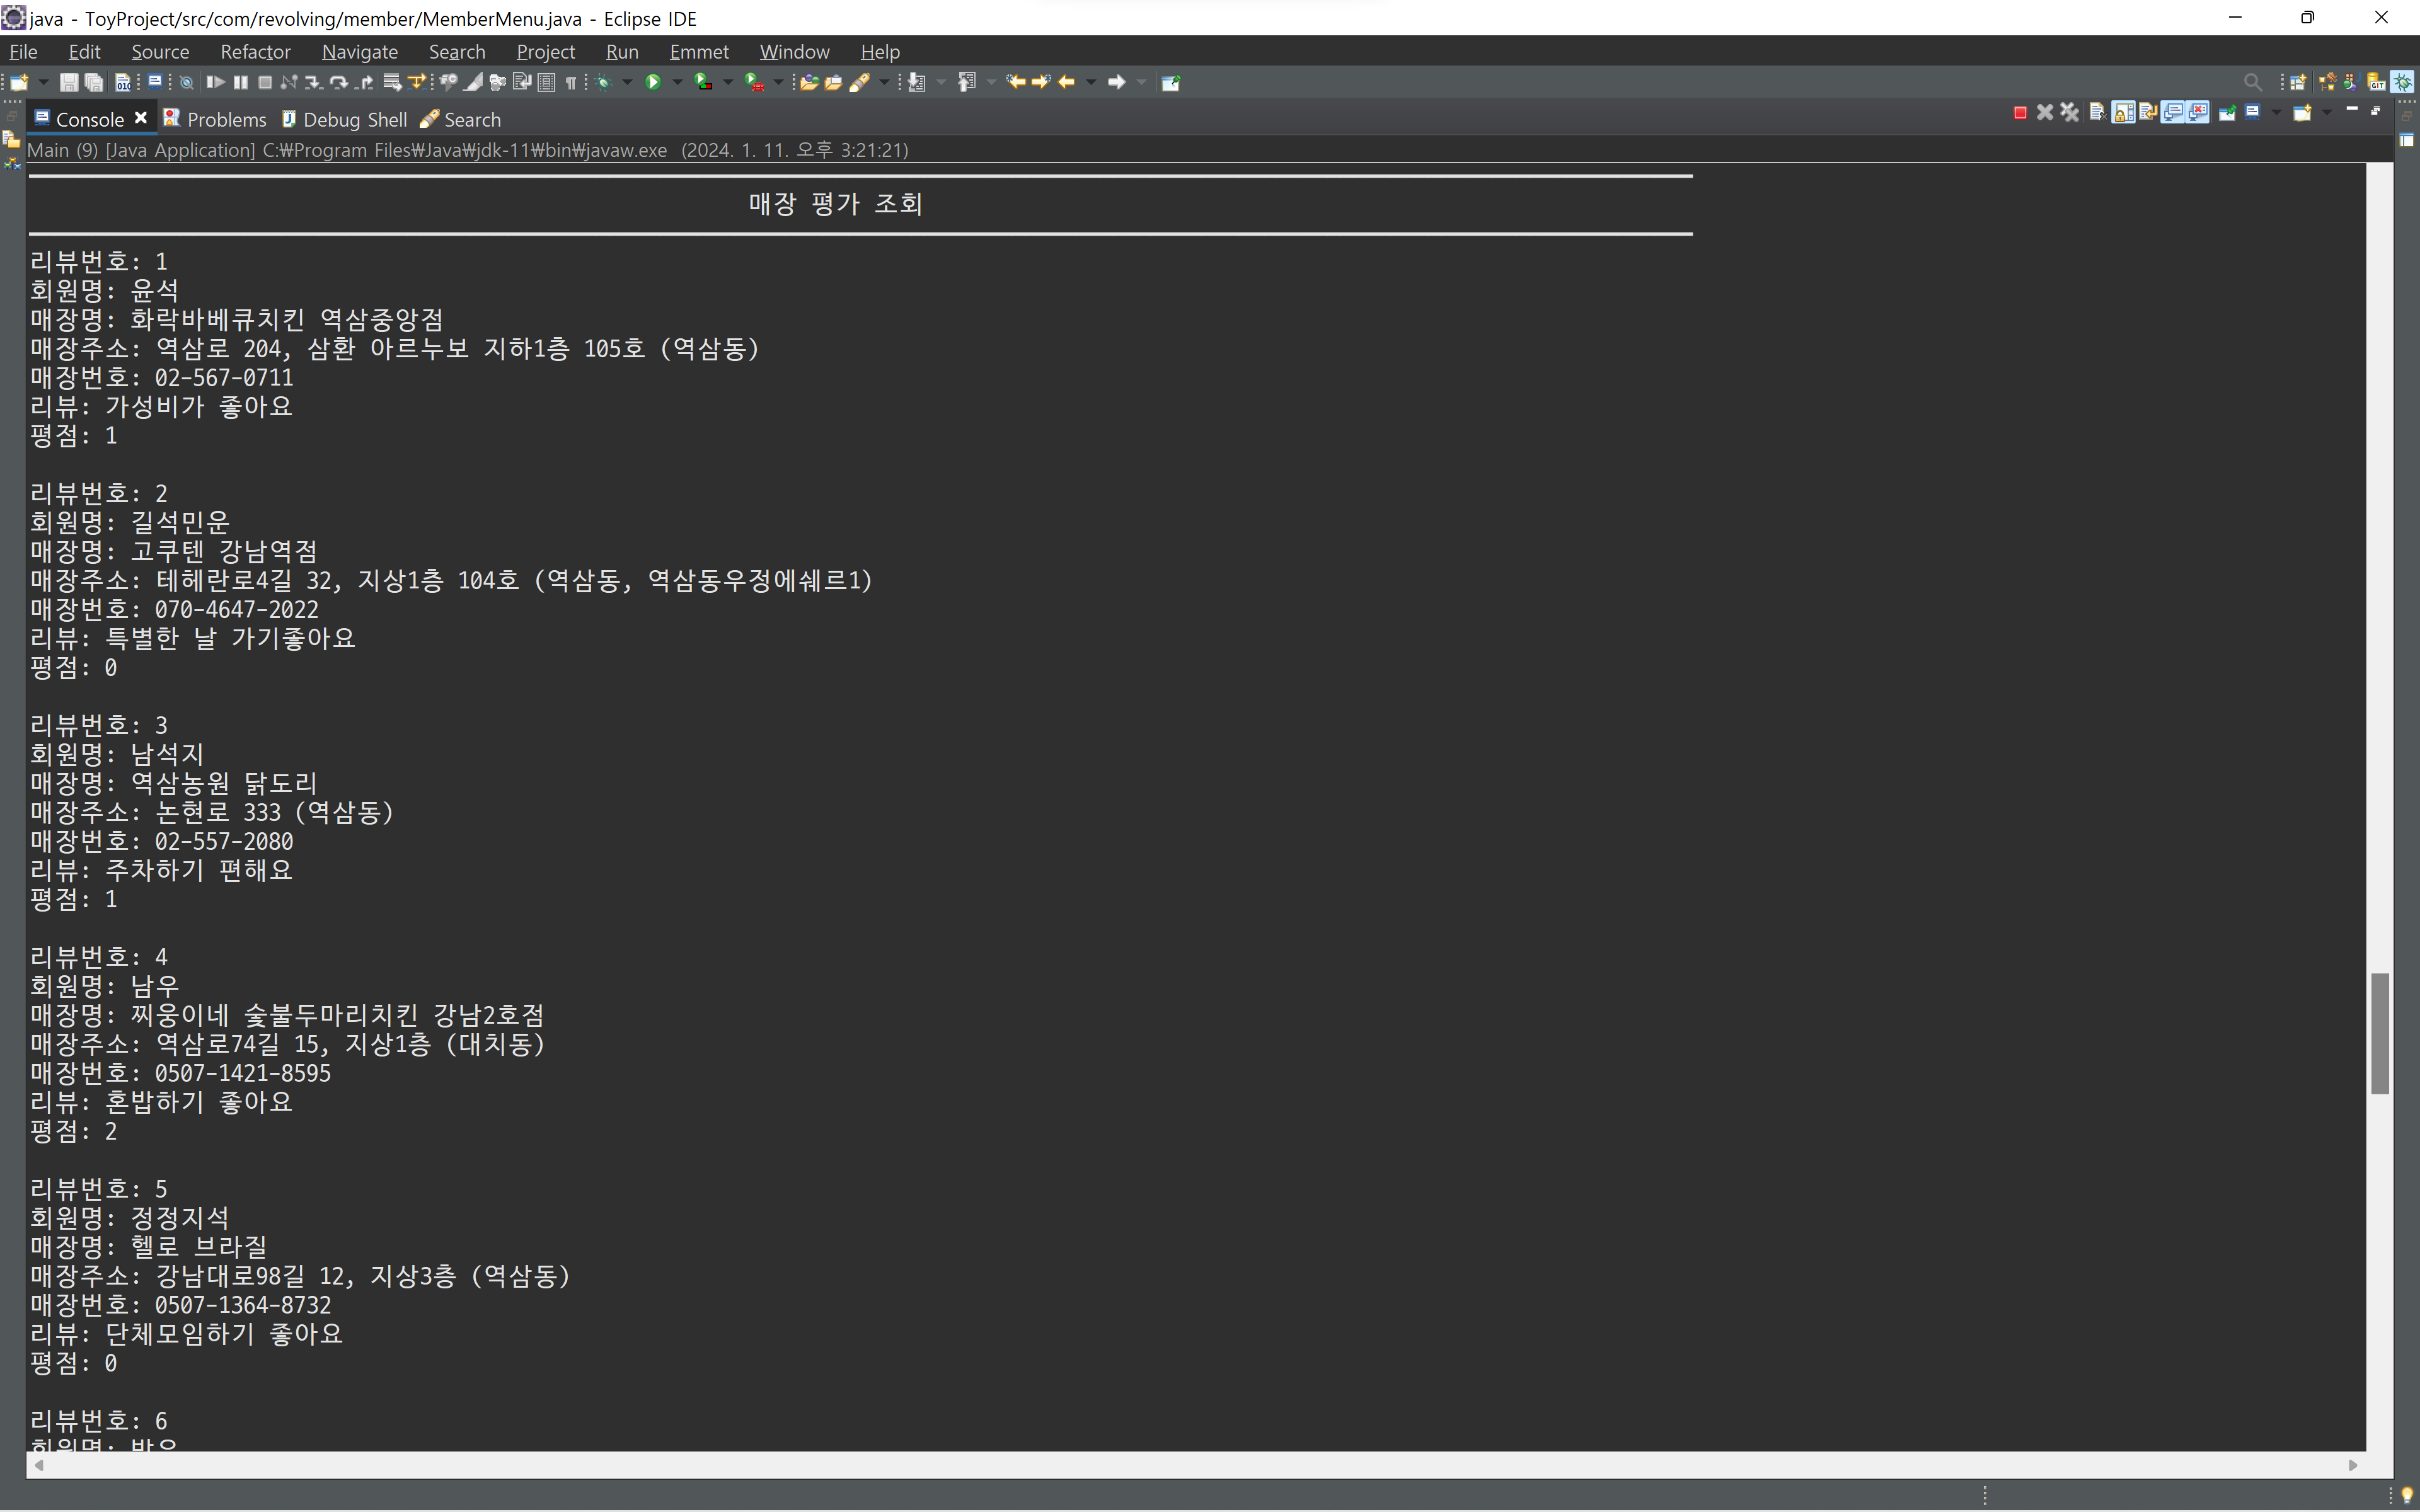 java - ToyProject/src/com/revolving/member/MemberMenu.java - Eclipse IDE
File Edit Source Refactor Navigate Search Project Run Emmet Window Help
Console Problems Debug Shell Search
Main (9) [Java Application] C:₩Program Files₩Java₩jdk-11₩bin₩javaw.exe (2024. 1. 11. 오후 3:21:21)
매장 평가 조회
리뷰번호: 1
회원명: 윤석
매장명: 화락바베큐치킨 역삼중앙점
매장주소: 역삼로 204, 삼환 아르누보 지하1층 105호 (역삼동)
매장번호: 02-567-0711
리뷰: 가성비가 좋아요
평점: 1
리뷰번호: 2
회원명: 길석민운
매장명: 고쿠텐 강남역점
매장주소: 테헤란로4길 32, 지상1층 104호 (역삼동, 역삼동우정에쉐르1)
매장번호: 070-4647-2022
리뷰: 특별한 날 가기좋아요
평점: 0
리뷰번호: 3
회원명: 남석지
매장명: 역삼농원 닭도리
매장주소: 논현로 333 (역삼동)
매장번호: 02-557-2080
리뷰: 주차하기 편해요
평점: 1
리뷰번호: 4
회원명: 남우
매장명: 찌웅이네 숯불두마리치킨 강남2호점
매장주소: 역삼로74길 15, 지상1층 (대치동)
매장번호: 0507-1421-8595
리뷰: 혼밥하기 좋아요
평점: 2
리뷰번호: 5
회원명: 정정지석
매장명: 헬로 브라질
매장주소: 강남대로98길 12, 지상3층 (역삼동)
매장번호: 0507-1364-8732
리뷰: 단체모임하기 좋아요
평점: 0
리뷰번호: 6
회원명: